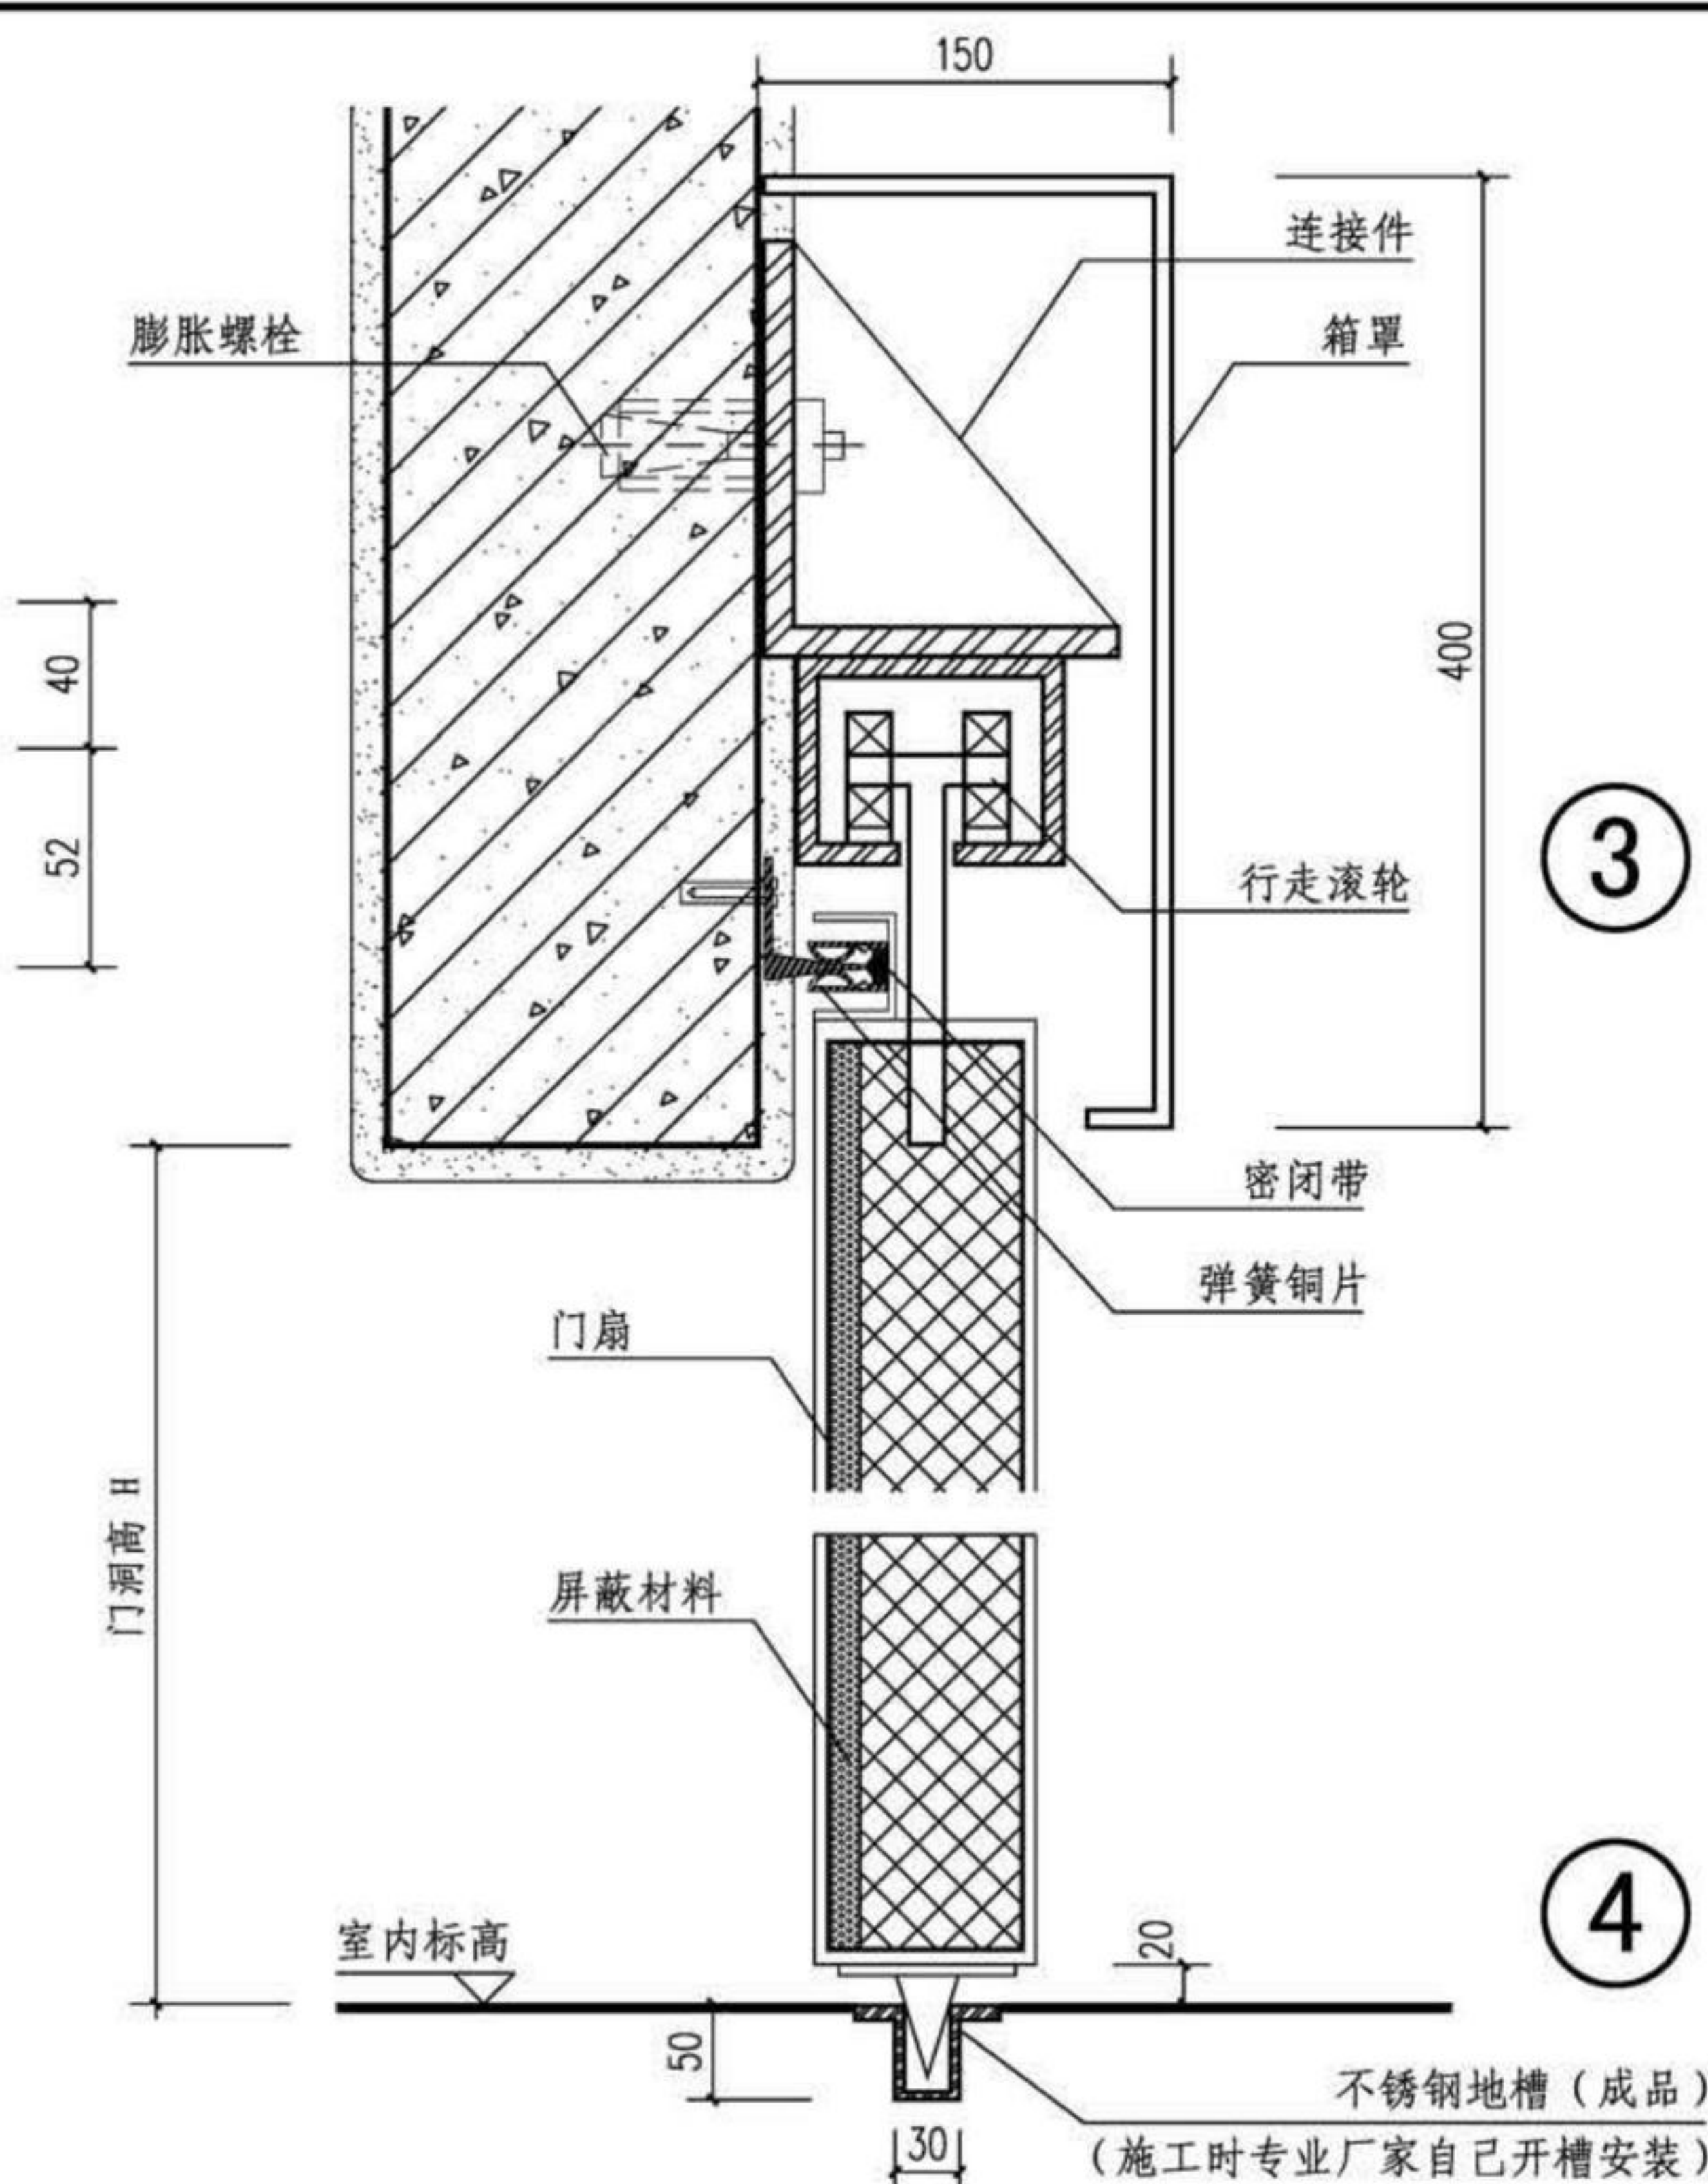 150
连接件
膨胀螺栓
箱罩
40
400
52
3
行走滚轮
密闭带
弹簧铜片
门扇
门洞高 H
屏蔽材料
4
室内标高
20
50
不锈钢地槽（成品）
30
（施工时专业厂家自己开槽安装）